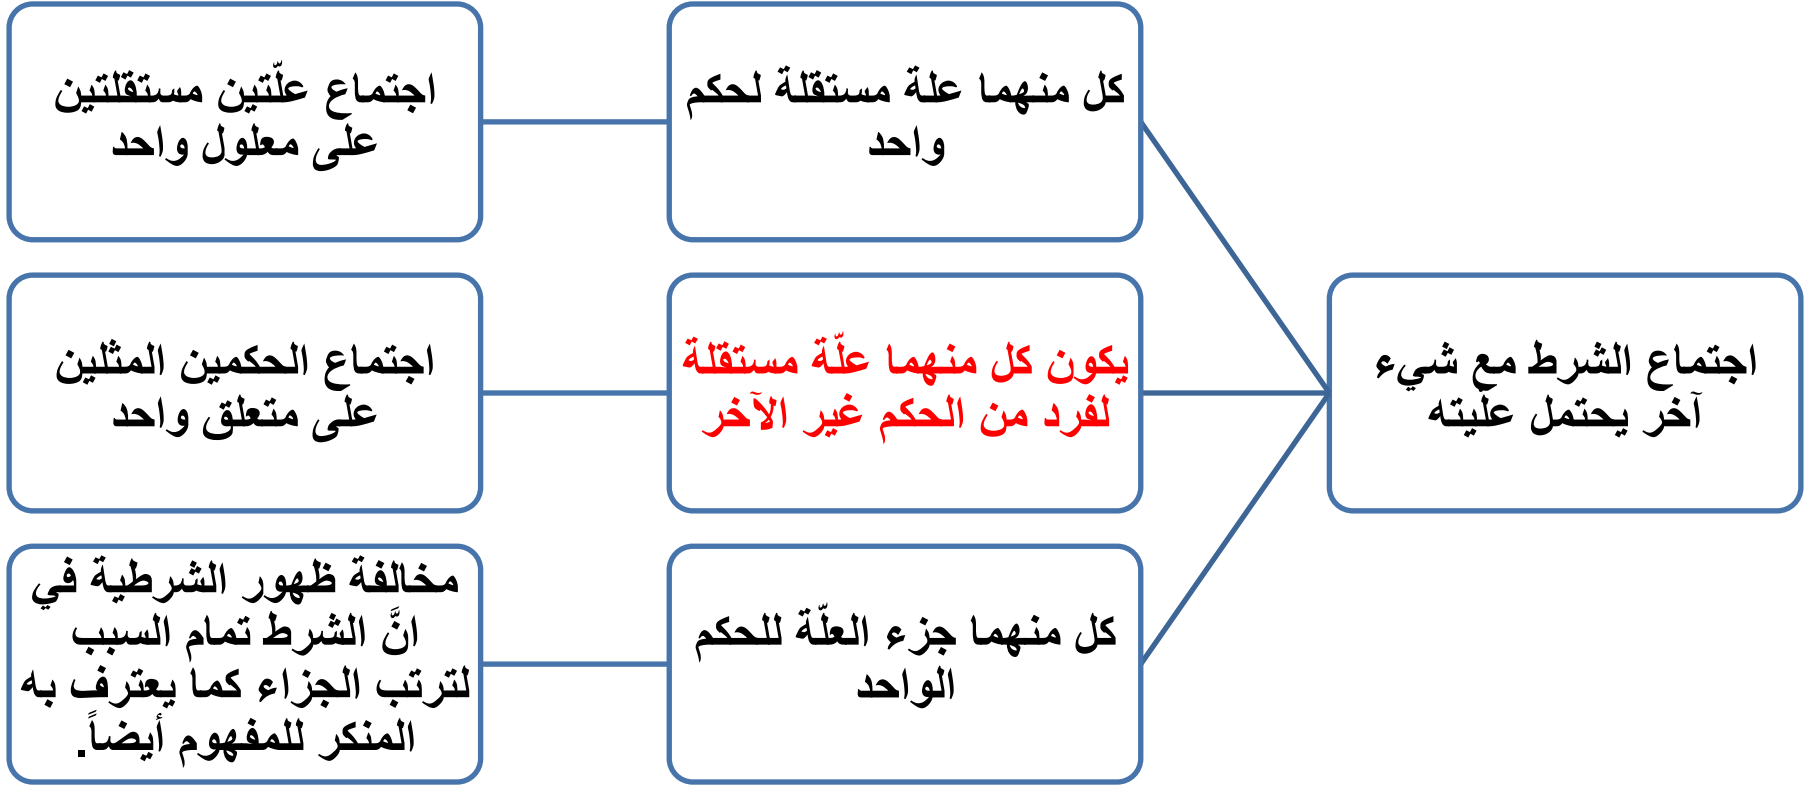 اجتماع الشرط مع شيء
آخر يحتمل علّيته
كل منهما علة مستقلة لحكم
واحد
اجتماع علّتين مستقلتين
على معلول واحد
يكون كل منهما علّة مستقلة
لفرد من الحكم غير الآخر
اجتماع الحكمين المثلين
على متعلق واحد
كل منهما جزء العلّة للحكم
الواحد
مخالفة ظهور الشرطية في
انَّ الشرط تمام السبب
لترتب الجزاء كما يعترف به
المنكر للمفهوم أيضاً.